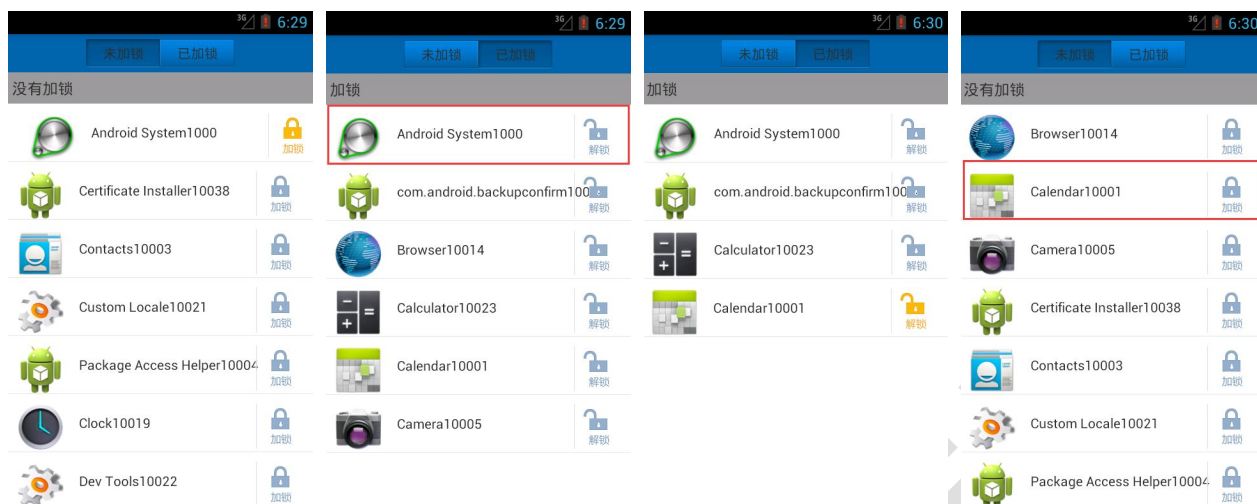 3G 6:29
未加锁 已加锁
没有加锁
Android System1000
加锁
Certificate Installer10038
加锁
Contacts10003
加锁
Custom Locale10021
加锁
Package Access Helper10004
加锁
Clock10019
加锁
Dev Tools10022
加锁
3G 6:29
未加锁 已加锁
加锁
Android System1000
解锁
com.android.backupconfirm100
解锁
Browser10014
解锁
Calculator10023
解锁
Calendar10001
解锁
Camera10005
解锁
3G 6:30
未加锁 已加锁
加锁
Android System1000
解锁
com.android.backupconfirm100
解锁
Calculator10023
解锁
Calendar10001
解锁
3G 6:30
未加锁 已加锁
没有加锁
Browser10014
加锁
Calendar10001
加锁
Camera10005
加锁
Certificate Installer10038
加锁
Contacts10003
加锁
Custom Locale10021
加锁
Package Access Helper10004
加锁